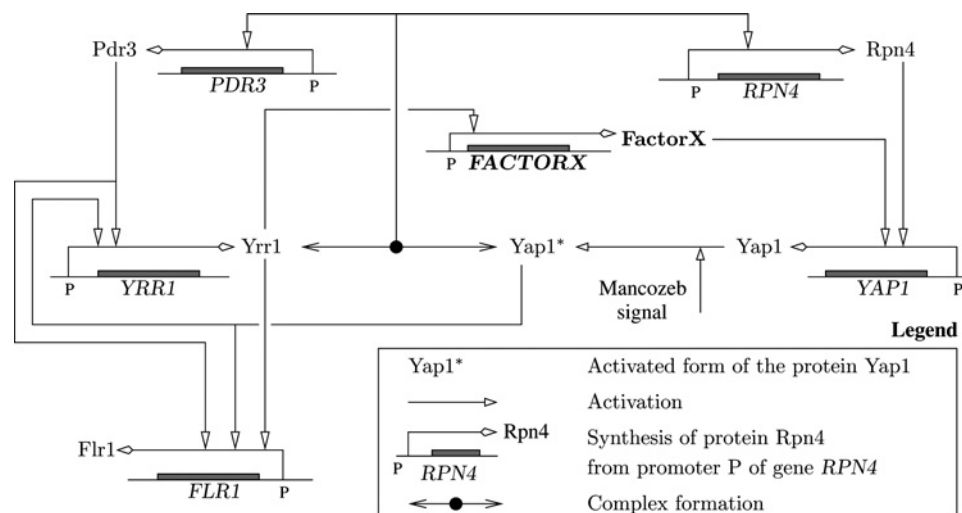 Pdr3
PDR3
P
P
RPN4
Rpn4
P
FACTORX
FactorX
P
YRR1
Yrr1
Yap1*
Yap1
YAP1
P
Mancozeb
signal
Flr1
FLR1
P
Legend
Yap1* Activated form of the protein Yap1
Activation
Rpn4 Synthesis of protein Rpn4
P RPN4 from promoter P of gene RPN4
Complex formation